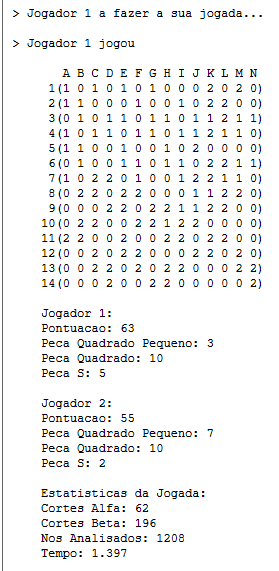 > Jogador 1 a fazer a sua jogada...
> Jogador 1 jogou
A B C D E F G H I J K L M N
1(1 0 1 0 1 0 1 0 0 0 2 0 2 0)
2(1 1 0 0 0 1 0 0 1 0 2 2 0 0)
3(0 1 0 1 1 0 1 1 0 1 1 2 1 1)
4(1 0 1 1 0 1 1 0 1 1 2 1 1 0)
5(1 1 0 0 1 0 0 1 0 2 0 0 0 0)
6(0 1 0 0 1 1 0 1 1 0 2 2 1 1)
7(1 0 2 2 0 1 0 0 1 2 2 1 1 0)
8(0 2 2 0 2 2 0 0 0 1 1 2 2 0)
9(0 0 0 2 2 0 2 2 1 1 2 2 0 0)
10(0 2 2 0 0 2 2 1 2 2 0 0 0 0)
11(2 2 0 0 2 0 0 2 2 0 2 2 0 0)
12(0 0 2 2 0 2 2 0 0 0 2 2 0 0)
13(0 0 2 2 0 2 0 2 2 0 0 0 2 2)
14(0 0 0 2 0 0 2 2 0 0 0 0 0 2)
Jogador 1:
Pontuacao: 63
Peca Quadrado Pequeno: 3
Peca Quadrado: 10
Peca S: 5
Jogador 2:
Pontuacao: 55
Peca Quadrado Pequeno: 7
Peca Quadrado: 10
Peca S: 2
Estatisticas da Jogada:
Cortes Alfa: 62
Cortes Beta: 196
Nos Analisados: 1208
Tempo: 1.397